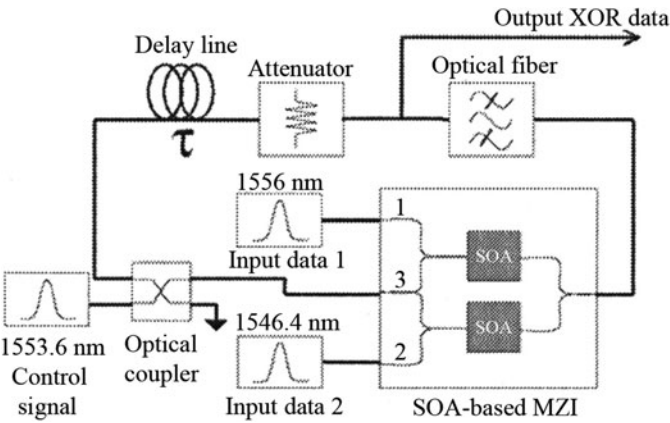 Output XOR data
Delay line
Attenuator
Optical fiber
τ
1556 nm
Input data 1
1
SOA
3
SOA
2
1546.4 nm
Input data 2
1553.6 nm
Control
signal
Optical
coupler
SOA-based MZI